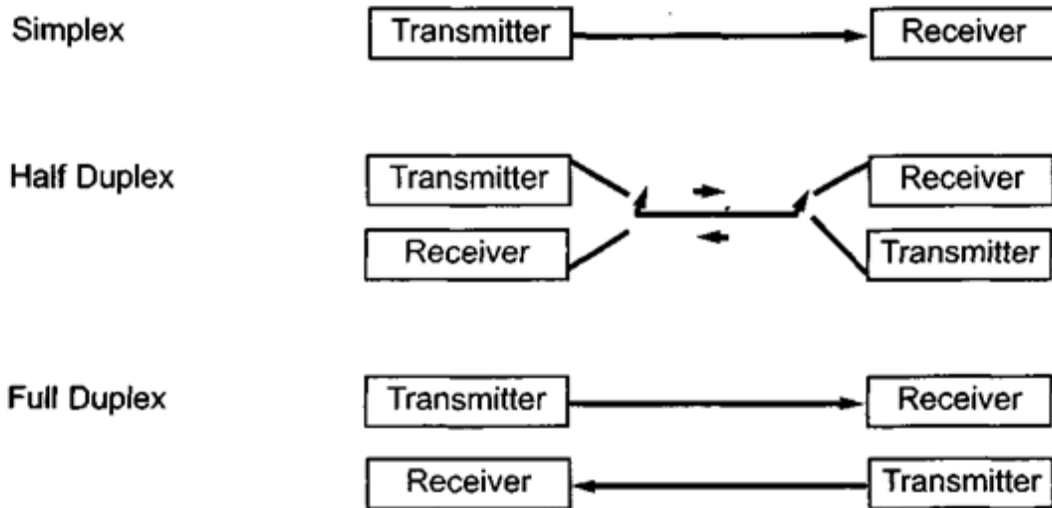 Simplex Transmitter Receiver
Half Duplex Transmitter Receiver
Receiver Transmitter
Full Duplex Transmitter Receiver
Receiver Transmitter